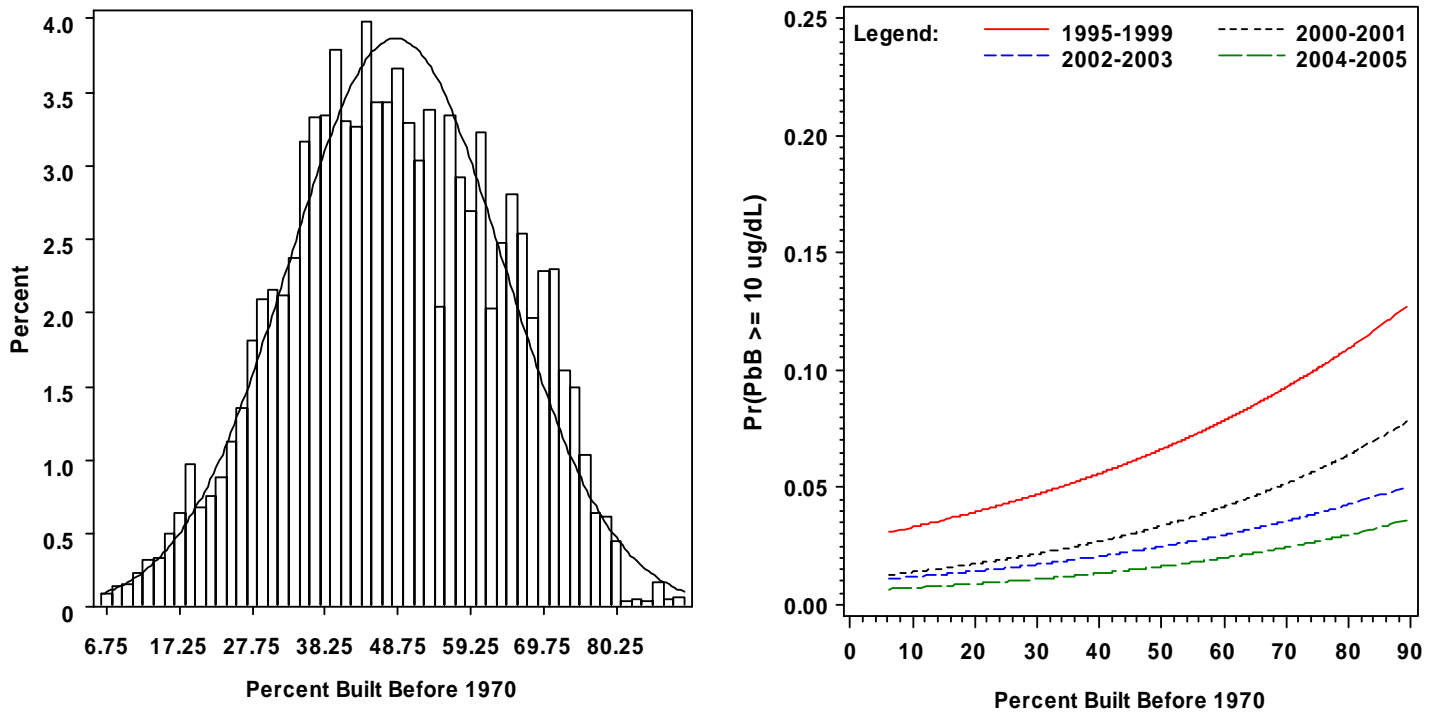 4.0
3.5
3.0
2.5
2.0
1.5
1.0
0.5
0
Percent
6.75 17.25 27.75 38.25 48.75 59.25 69.75 80.25
Percent Built Before 1970
0.25
0.20
0.15
0.10
0.05
0.00
Pr(PbB >= 10 ug/dL)
Legend: 1995-1999 2000-2001
2002-2003 2004-2005
0 10 20 30 40 50 60 70 80 90
Percent Built Before 1970